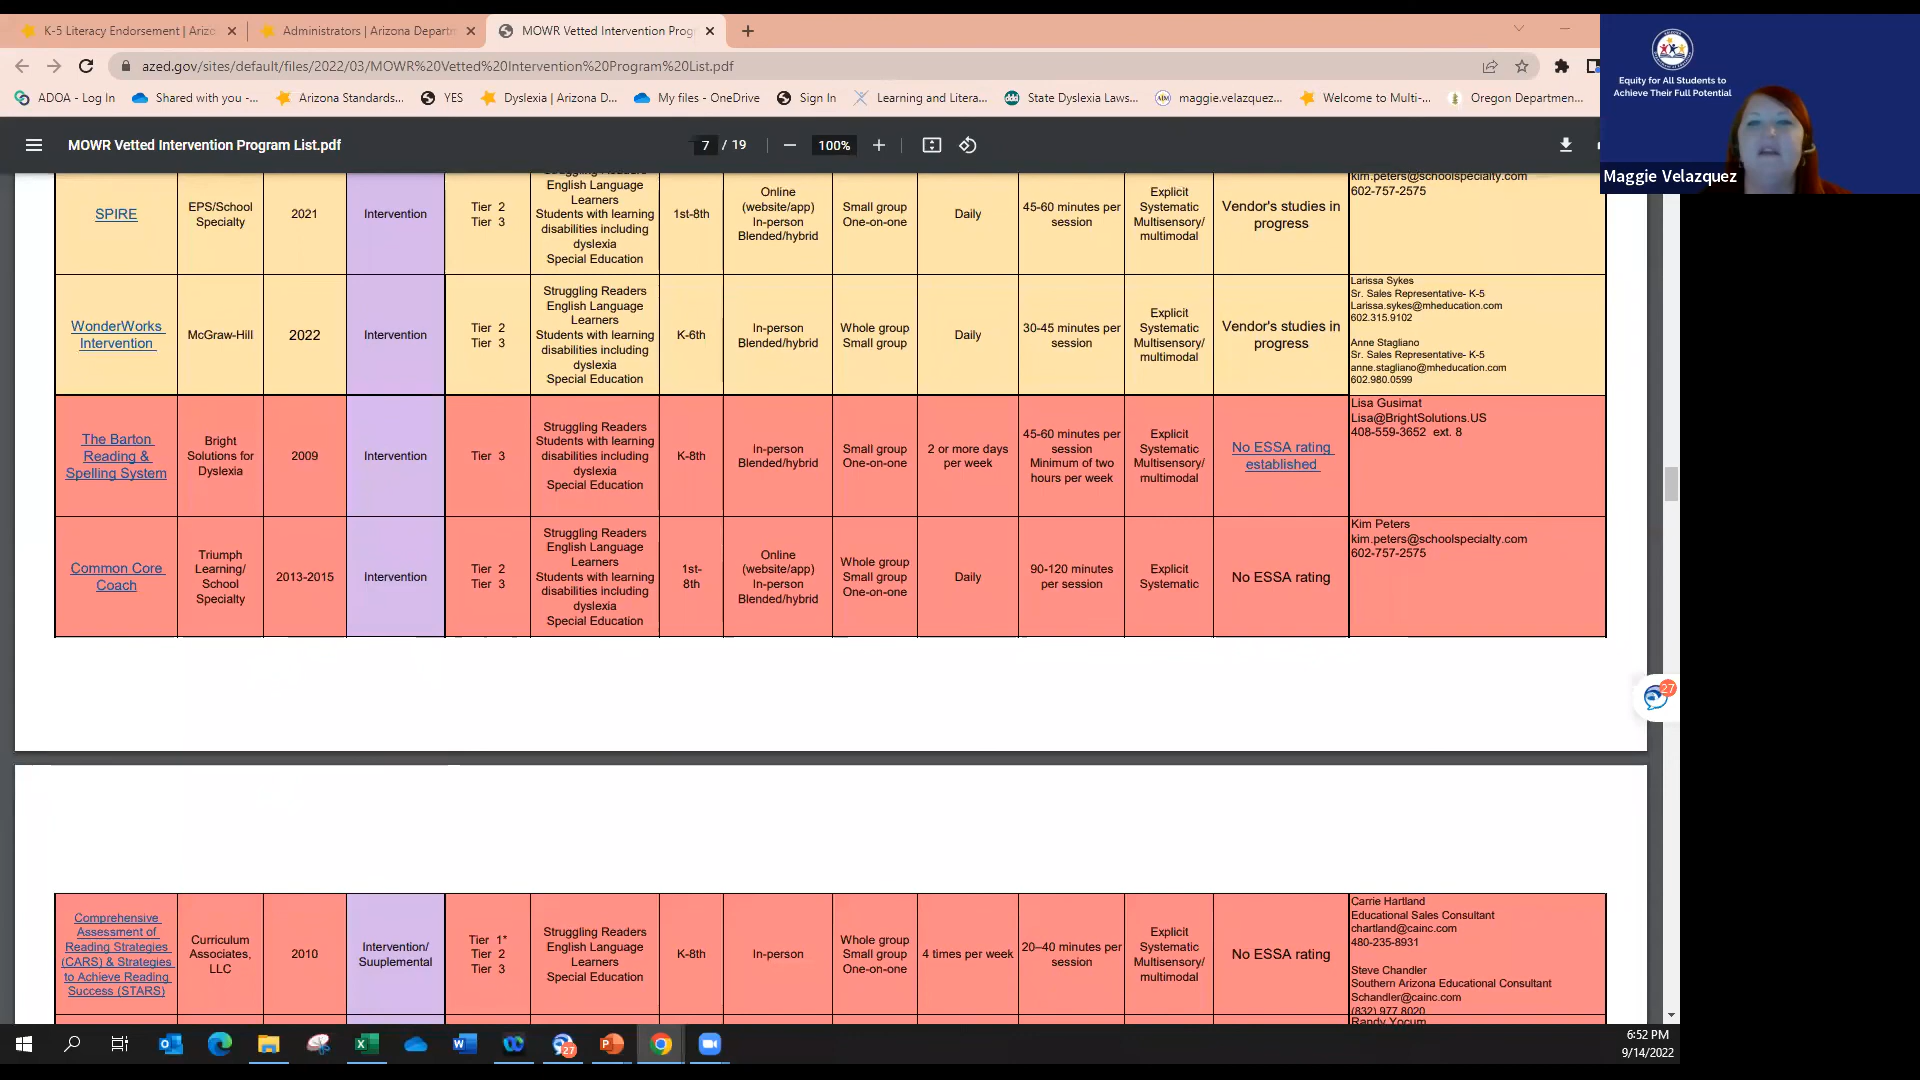 K-5 Literacy Endorsement | Arizo
Administrators | Arizona Departm
MOWR Vetted Intervention Prog
azed.gov/sites/default/files/2022/03/MOWR%20Vetted%20Intervention%20Program%20List.pdf
ADOA - Log In
Shared with you -...
Arizona Standards...
YES
Dyslexia | Arizona D...
My files - OneDrive
Sign In
Learning and Litera...
State Dyslexia Laws...
maggie.velazquez...
Welcome to Multi-...
Oregon Departmen...
Equity for All Students to
Achieve Their Full Potential
Maggie Velazquez
MOWR Vetted Intervention Program List.pdf
7 / 19
100%
SPIRE
EPS/School
Specialty
2021
Intervention
Tier 2
Tier 3
Struggling Readers
English Language
Learners
Students with learning
disabilities including
dyslexia
Special Education
1st-8th
Online
(website/app)
In-person
Blended/hybrid
Small group
One-on-one
Daily
45-60 minutes per
session
Explicit
Systematic
Multisensory/
multimodal
Vendor's studies in
progress
kim.peters@schoolspecialty.com
602-757-2575
WonderWorks
Intervention
McGraw-Hill
2022
Intervention
Tier 2
Tier 3
Struggling Readers
English Language
Learners
Students with learning
disabilities including
dyslexia
Special Education
K-6th
In-person
Blended/hybrid
Whole group
Small group
Daily
30-45 minutes per
session
Explicit
Systematic
Multisensory/
multimodal
Vendor's studies in
progress
Larissa Sykes
Sr. Sales Representative- K-5
Larissa.sykes@mheducation.com
602.315.9102
Anne Stagliano
Sr. Sales Representative- K-5
anne.stagliano@mheducation.com
602.980.0599
The Barton
Reading &
Spelling System
Bright
Solutions for
Dyslexia
2009
Intervention
Tier 3
Struggling Readers
Students with learning
disabilities including
dyslexia
Special Education
K-8th
In-person
Blended/hybrid
Small group
One-on-one
2 or more days
per week
45-60 minutes per
session
Minimum of two
hours per week
Explicit
Systematic
Multisensory/
multimodal
No ESSA rating
established
Lisa Gusimat
Lisa@BrightSolutions.US
408-559-3652 ext. 8
Common Core
Coach
Triumph
Learning/
School
Specialty
2013-2015
Intervention
Tier 2
Tier 3
Struggling Readers
English Language
Learners
Students with learning
disabilities including
dyslexia
Special Education
1st-
8th
Online
(website/app)
In-person
Blended/hybrid
Whole group
Small group
One-on-one
Daily
90-120 minutes
per session
Explicit
Systematic
No ESSA rating
Kim Peters
kim.peters@schoolspecialty.com
602-757-2575
27
Comprehensive
Assessment of
Reading Strategies
(CARS) & Strategies
to Achieve Reading
Success (STARS)
Curriculum
Associates,
LLC
2010
Intervention/
Suuplemental
Tier 1*
Tier 2
Tier 3
Struggling Readers
English Language
Learners
Special Education
K-8th
In-person
Whole group
Small group
One-on-one
4 times per week
20–40 minutes per
session
Explicit
Systematic
Multisensory/
multimodal
No ESSA rating
Carrie Hartland
Educational Sales Consultant
chartland@cainc.com
480-235-8931
Steve Chandler
Southern Arizona Educational Consultant
Schandler@cainc.com
(832) 977 8020
Randy Yocum
27
6:52 PM
9/14/2022